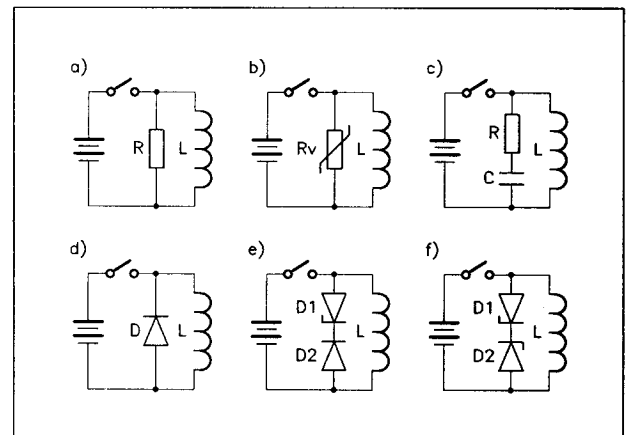 a) b) c)
R L Rv L R L
C
d) e) f)
D L D1 L D1 L
D2 D2